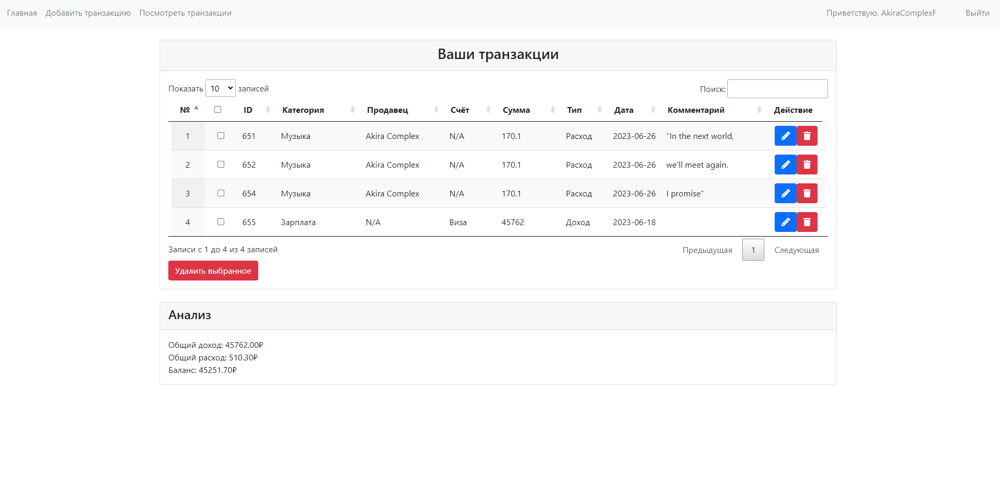 Главная Добавить транзакцию Посмотреть транзакции Приветствую, AkiraComplexF Выйти
Ваши транзакции
Показать 10 записей Поиск:
№ ID Категория Продавец Счёт Сумма Тип Дата Комментарий Действие
1 651 Музыка Akira Complex N/A 170.1 Расход 2023-06-26 "In the next world,
2 652 Музыка Akira Complex N/A 170.1 Расход 2023-06-26 we'll meet again.
3 654 Музыка Akira Complex N/A 170.1 Расход 2023-06-26 I promise"
4 655 Зарплата N/A Виза 45762 Доход 2023-06-18
Записи с 1 до 4 из 4 записей Предыдущая 1 Следующая
Удалить выбранное
Анализ
Общий доход: 45762.00₽
Общий расход: 510.30₽
Баланс: 45251.70₽